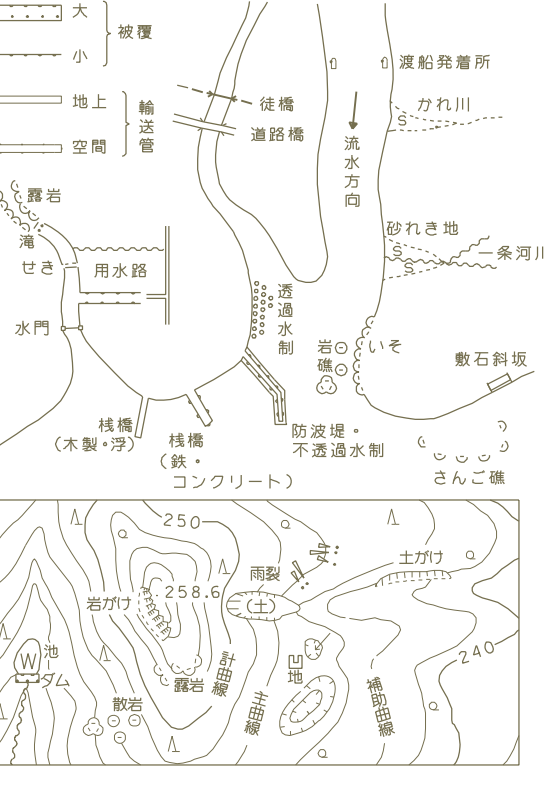 大
小
被覆
地上
空間
輸送管
露岩
滝
せき
用水路
水門
徒橋
道路橋
渡船発着所
かれ川
S
流水方向
砂れき地
S
S
一条河川
透過水制
岩礁
いそ
敷石斜坂
桟橋
(木製・浮)
桟橋
(鉄・
コンクリート)
防波堤・
不透過水制
さんご礁
250
258.6
岩がけ
雨裂
(土)
土がけ
240
池
W
ダム
露岩
散岩
計曲線
主曲線
凹地
補助曲線